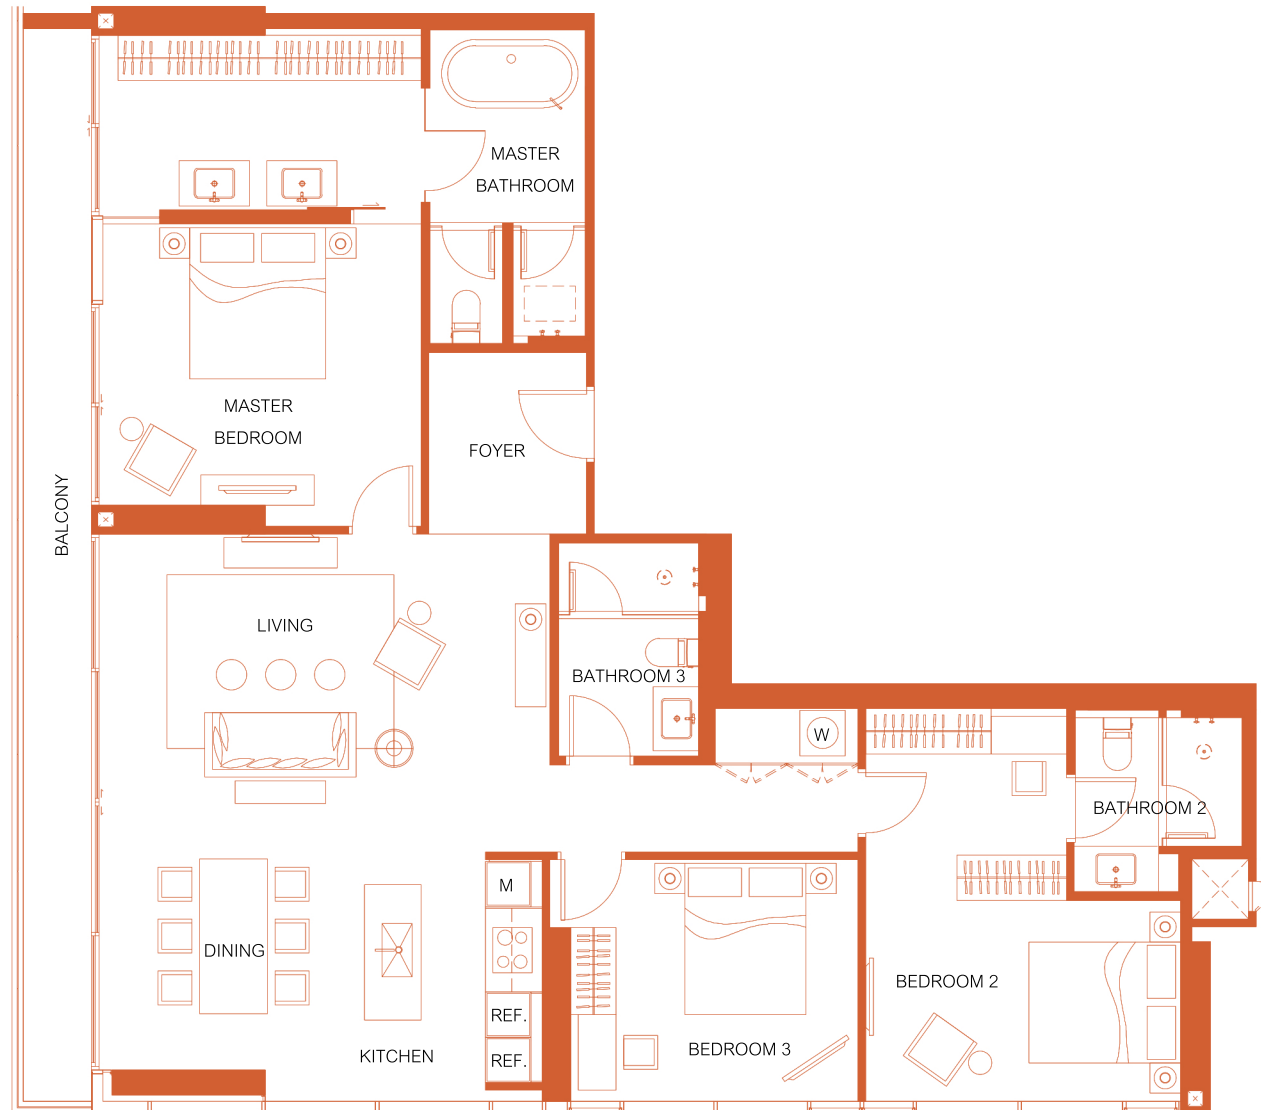 MASTER
BATHROOM
MASTER
BEDROOM
FOYER
BALCONY
LIVING
BATHROOM 3
W
BATHROOM 2
M
DINING
BEDROOM 2
REF.
KITCHEN
BEDROOM 3
REF.